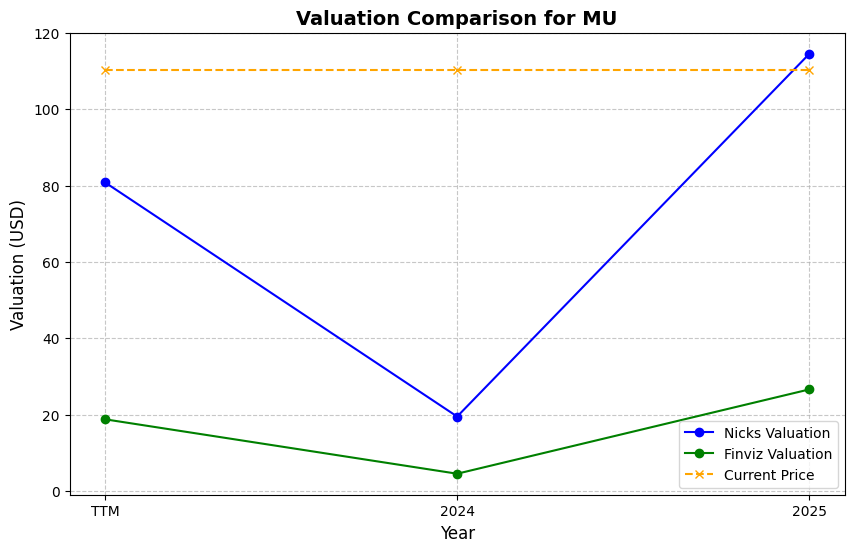 Valuation Comparison for MU
Valuation (USD)
120
100
80
60
40
20
0
TTM
2024
2025
Year
Nicks Valuation
Finviz Valuation
Current Price